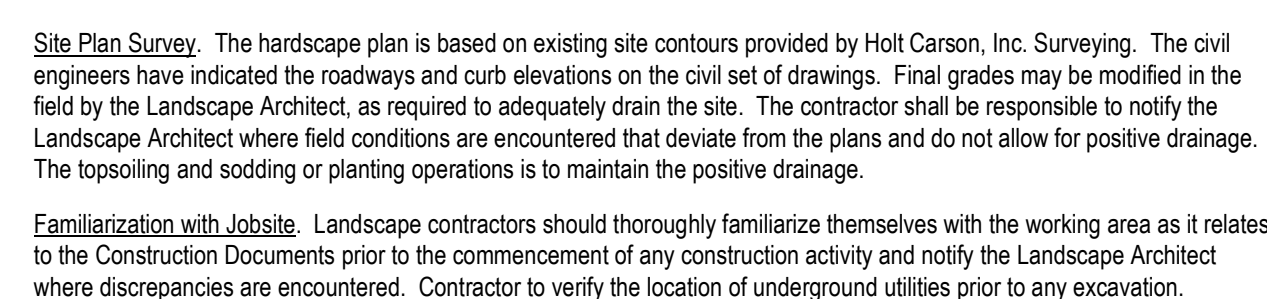 Site Plan Survey.  The hardscape plan is based on existing site contours provided by Holt Carson, Inc. Surveying.  The civil
engineers have indicated the roadways and curb elevations on the civil set of drawings.  Final grades may be modified in the
field by the Landscape Architect, as required to adequately drain the site.  The contractor shall be responsible to notify the
Landscape Architect where field conditions are encountered that deviate from the plans and do not allow for positive drainage.
The topsoiling and sodding or planting operations is to maintain the positive drainage.
Familiarization with Jobsite.  Landscape contractors should thoroughly familiarize themselves with the working area as it relates
to the Construction Documents prior to the commencement of any construction activity and notify the Landscape Architect
where discrepancies are encountered.  Contractor to verify the location of underground utilities prior to any excavation.